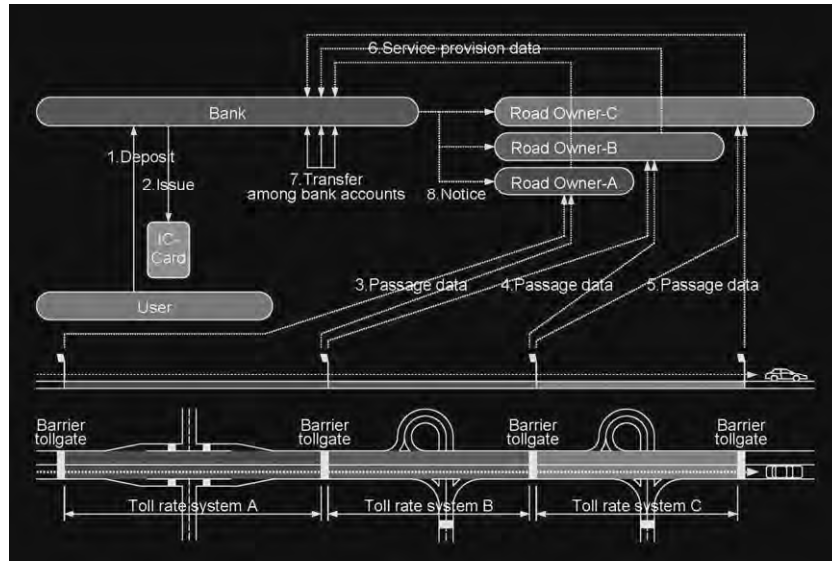 6.Service provision data
Bank
Road Owner-C
1.Deposit
Road Owner-B
2.Issue
7.Transfer
among bank accounts
8.Notice
Road Owner-A
IC-
Card
3.Passage data
4.Passage data
5.Passage data
User
Barrier
tollgate
Barrier
tollgate
Barrier
tollgate
Barrier
tollgate
Toll rate system A
Toll rate system B
Toll rate system C